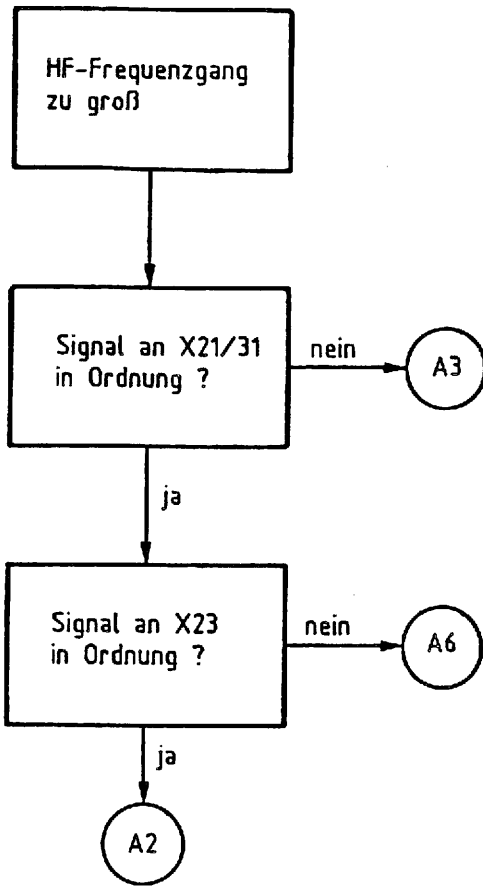 HF-Frequenzgang
zu groß
Signal an X21/31
in Ordnung ?
nein
A3
ja
Signal an X23
in Ordnung ?
nein
A6
ja
A2